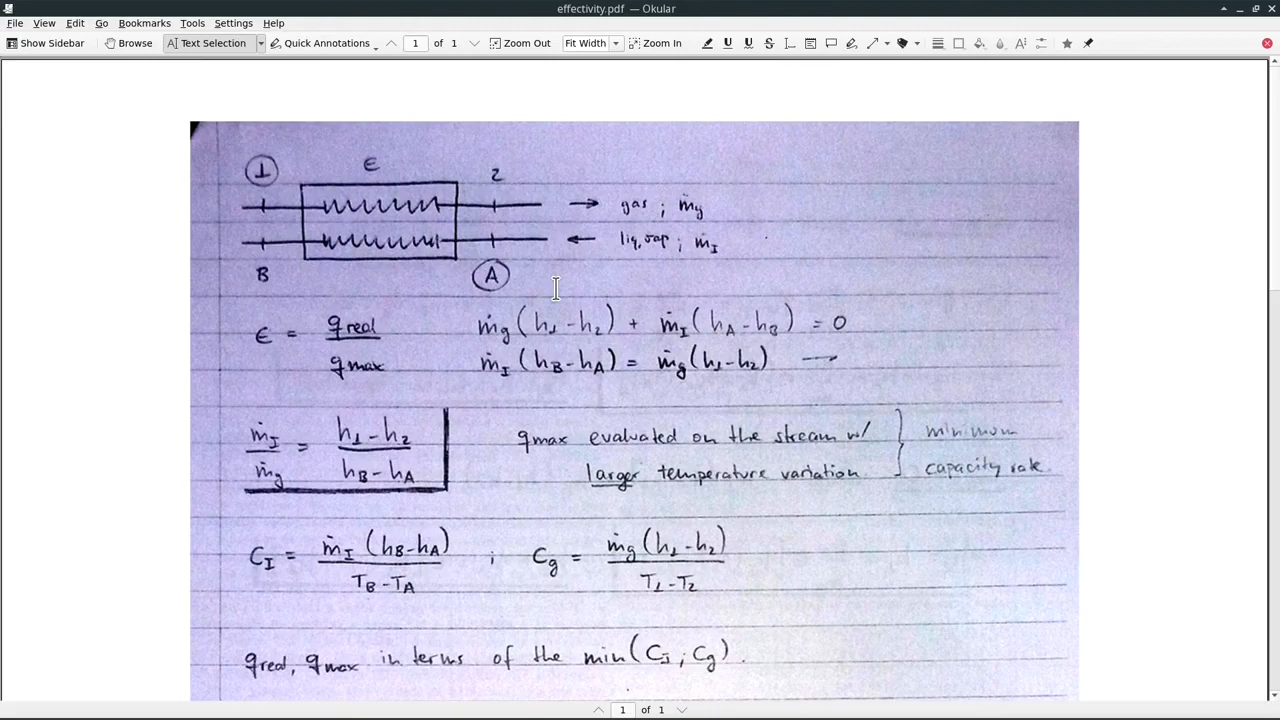 effectivity.pdf — Okular
File View Edit Go Bookmarks Tools Settings Help
Show Sidebar Browse Text Selection Quick Annotations 1 of 1 Zoom Out Fit Width Zoom In
1 ϵ 2
gas ; ṁg
liq, vap ; ṁI
B A
ϵ = qreal / qmax
ṁg (h1 - h2) + ṁI (hA - hB) = 0
ṁI (hB - hA) = ṁg (h1 - h2) →
ṁI / ṁg = (h1 - h2) / (hB - hA)
qmax evaluated on the stream w/
larger temperature variation
minimum
capacity rate
CI = ṁI (hB - hA) / (TB - TA) ; Cg = ṁg (h1 - h2) / (T1 - T2)
qreal, qmax in terms of the min (CI ; Cg).
1 of 1